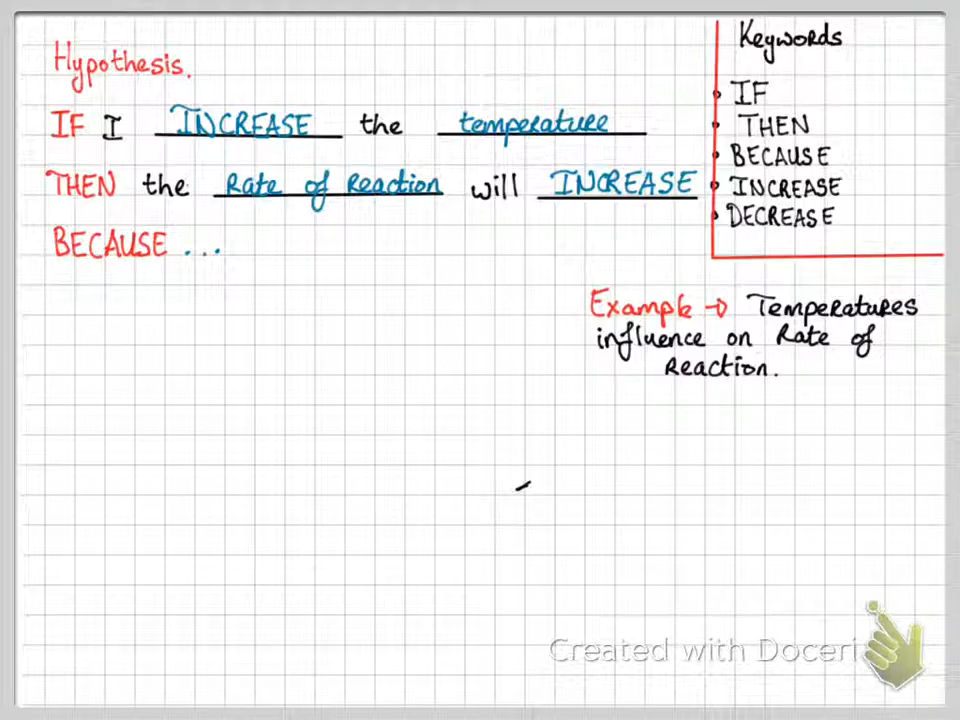 Hypothesis.
IF I INCREASE the temperature
THEN the Rate of Reaction will INCREASE
BECAUSE ...
Keywords
• IF
• THEN
• BECAUSE
• INCREASE
• DECREASE
Example → Temperatures
influence on Rate of
Reaction.
Created with Doceri